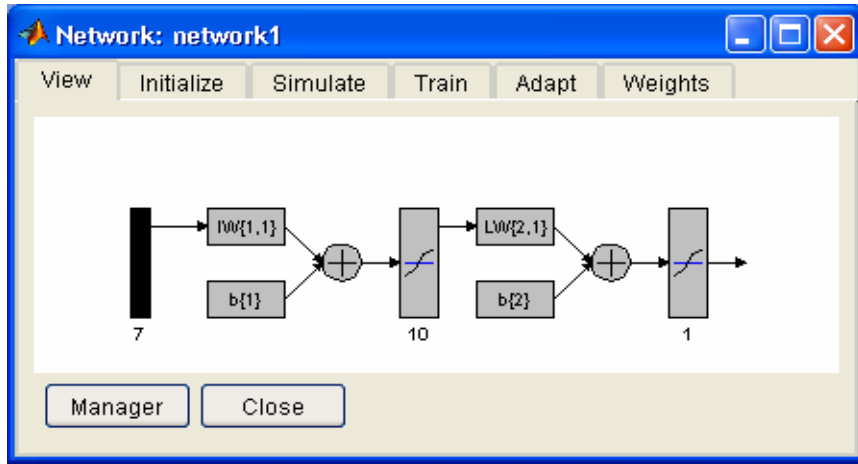 Network: network1
View Initialize Simulate Train Adapt Weights
IW{1,1} LW{2,1}
b{1} b{2}
7 10 1
Manager Close